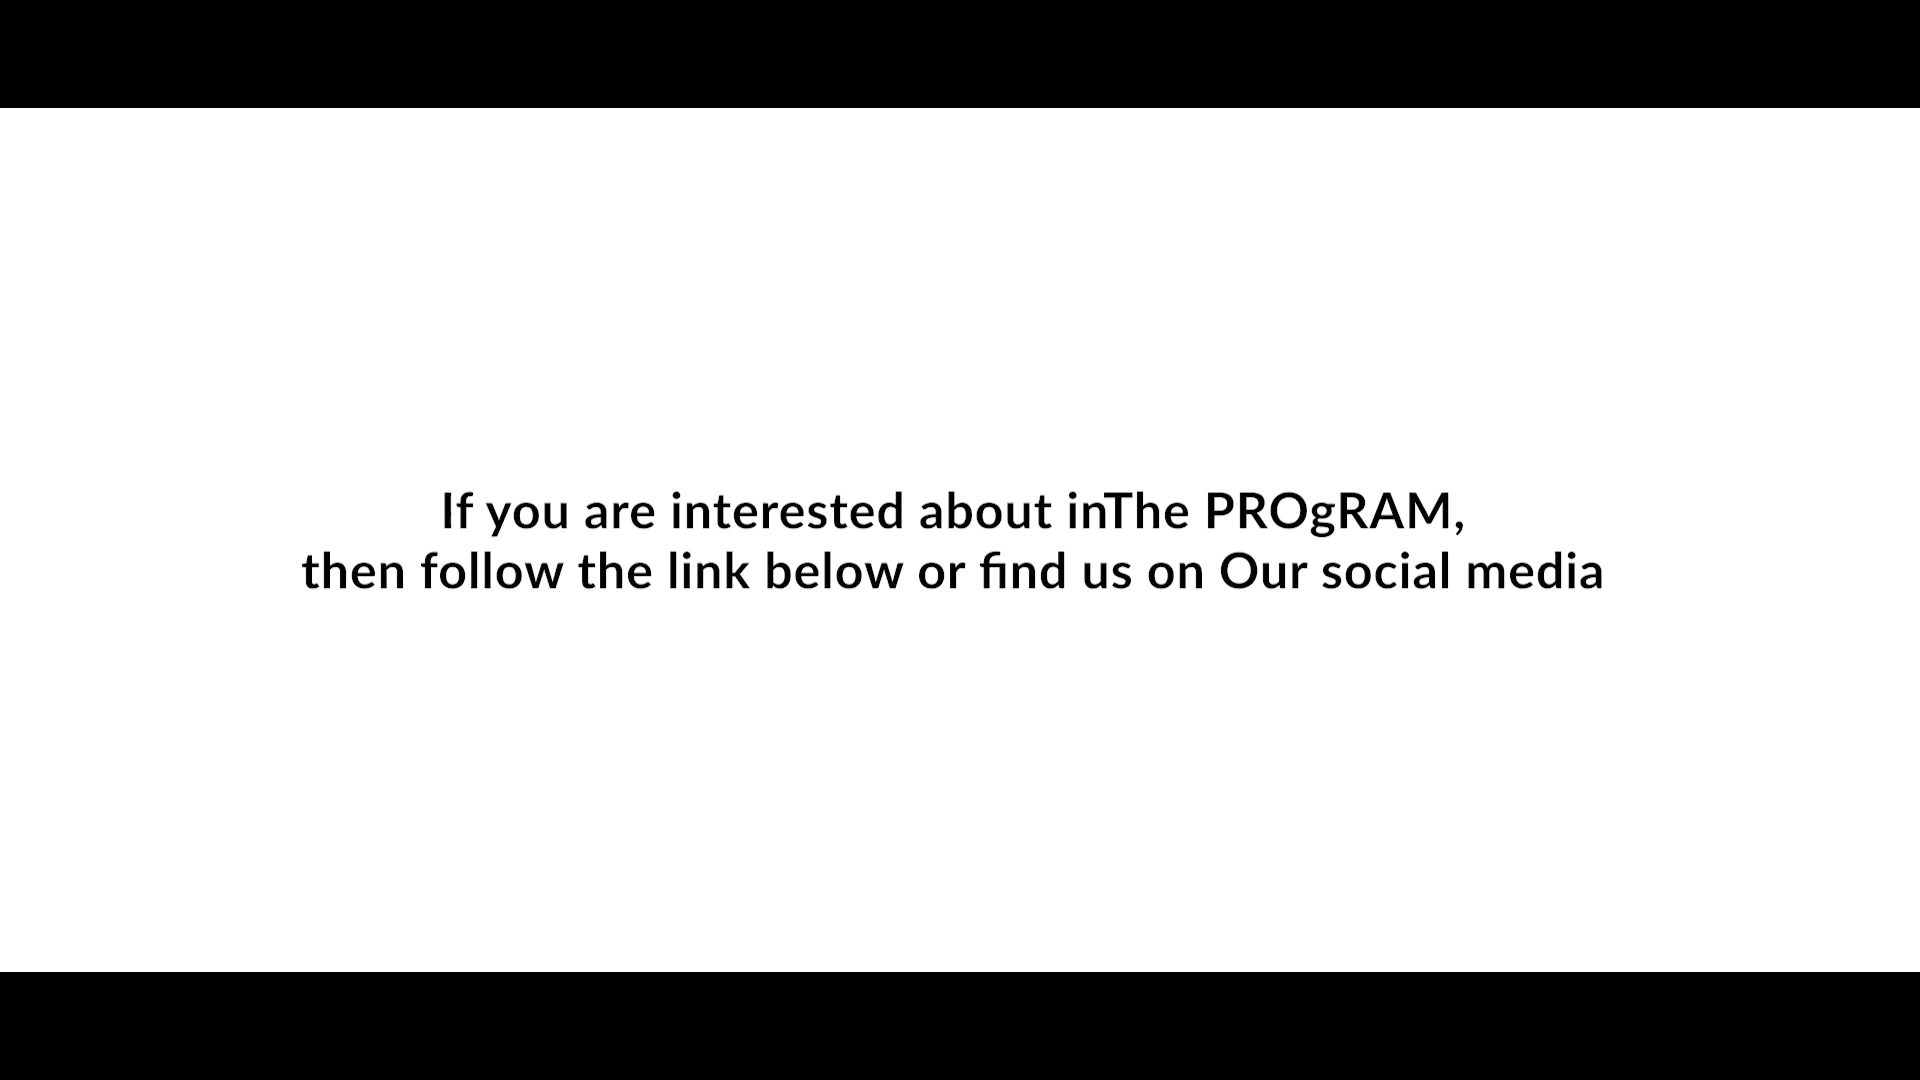 If you are interested about inThe PROgRAM,
then follow the link below or find us on Our social media